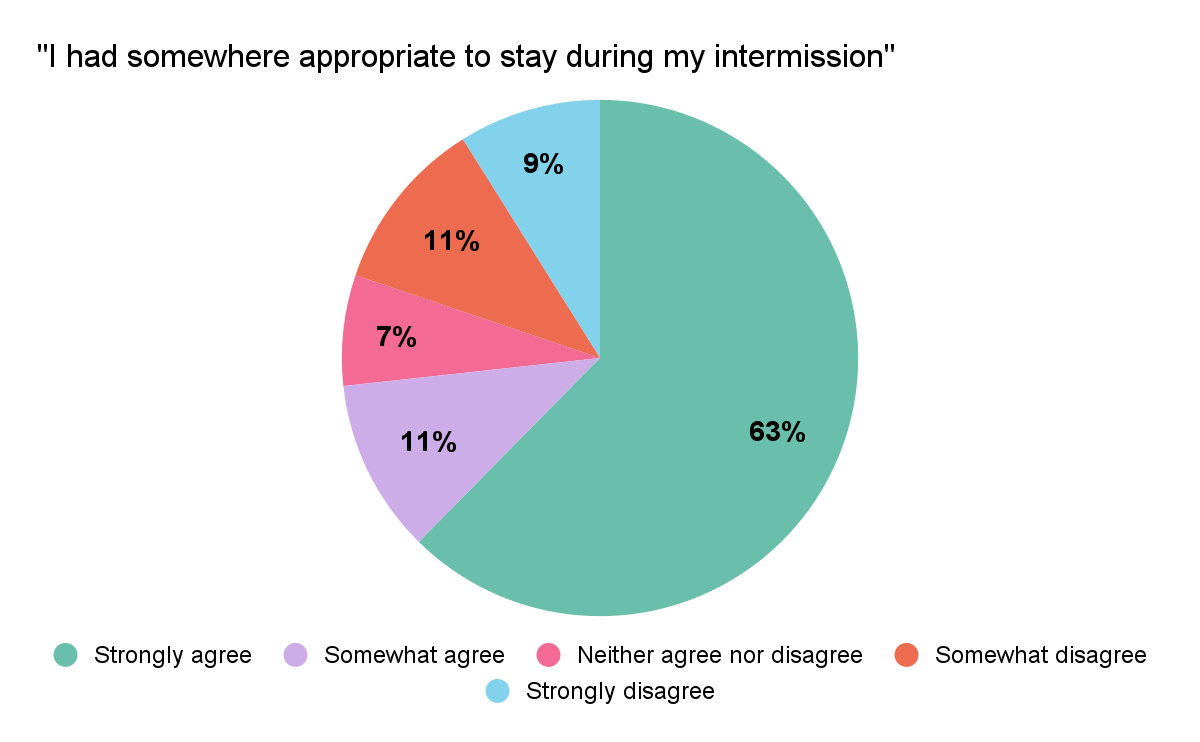 "I had somewhere appropriate to stay during my intermission"
9%
11%
7%
11%
63%
Strongly agree Somewhat agree Neither agree nor disagree Somewhat disagree
Strongly disagree